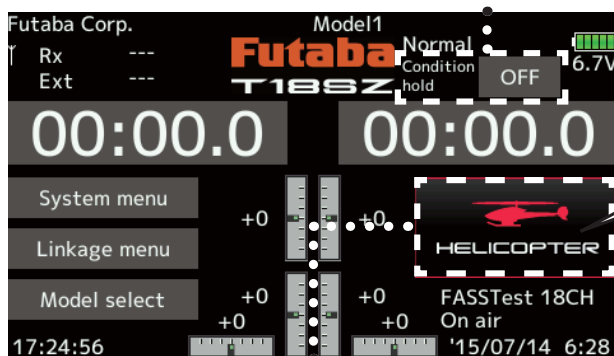 Futaba Corp.
Model1
Rx ---
Ext ---
Futaba
T18SZ
Normal
Condition
hold
OFF
6.7V
00:00.0
00:00.0
System menu
Linkage menu
Model select
+0
+0
HELICOPTER
+0
+0
+0
+0
FASSTest 18CH
On air
17:24:56
'15/07/14 6:28